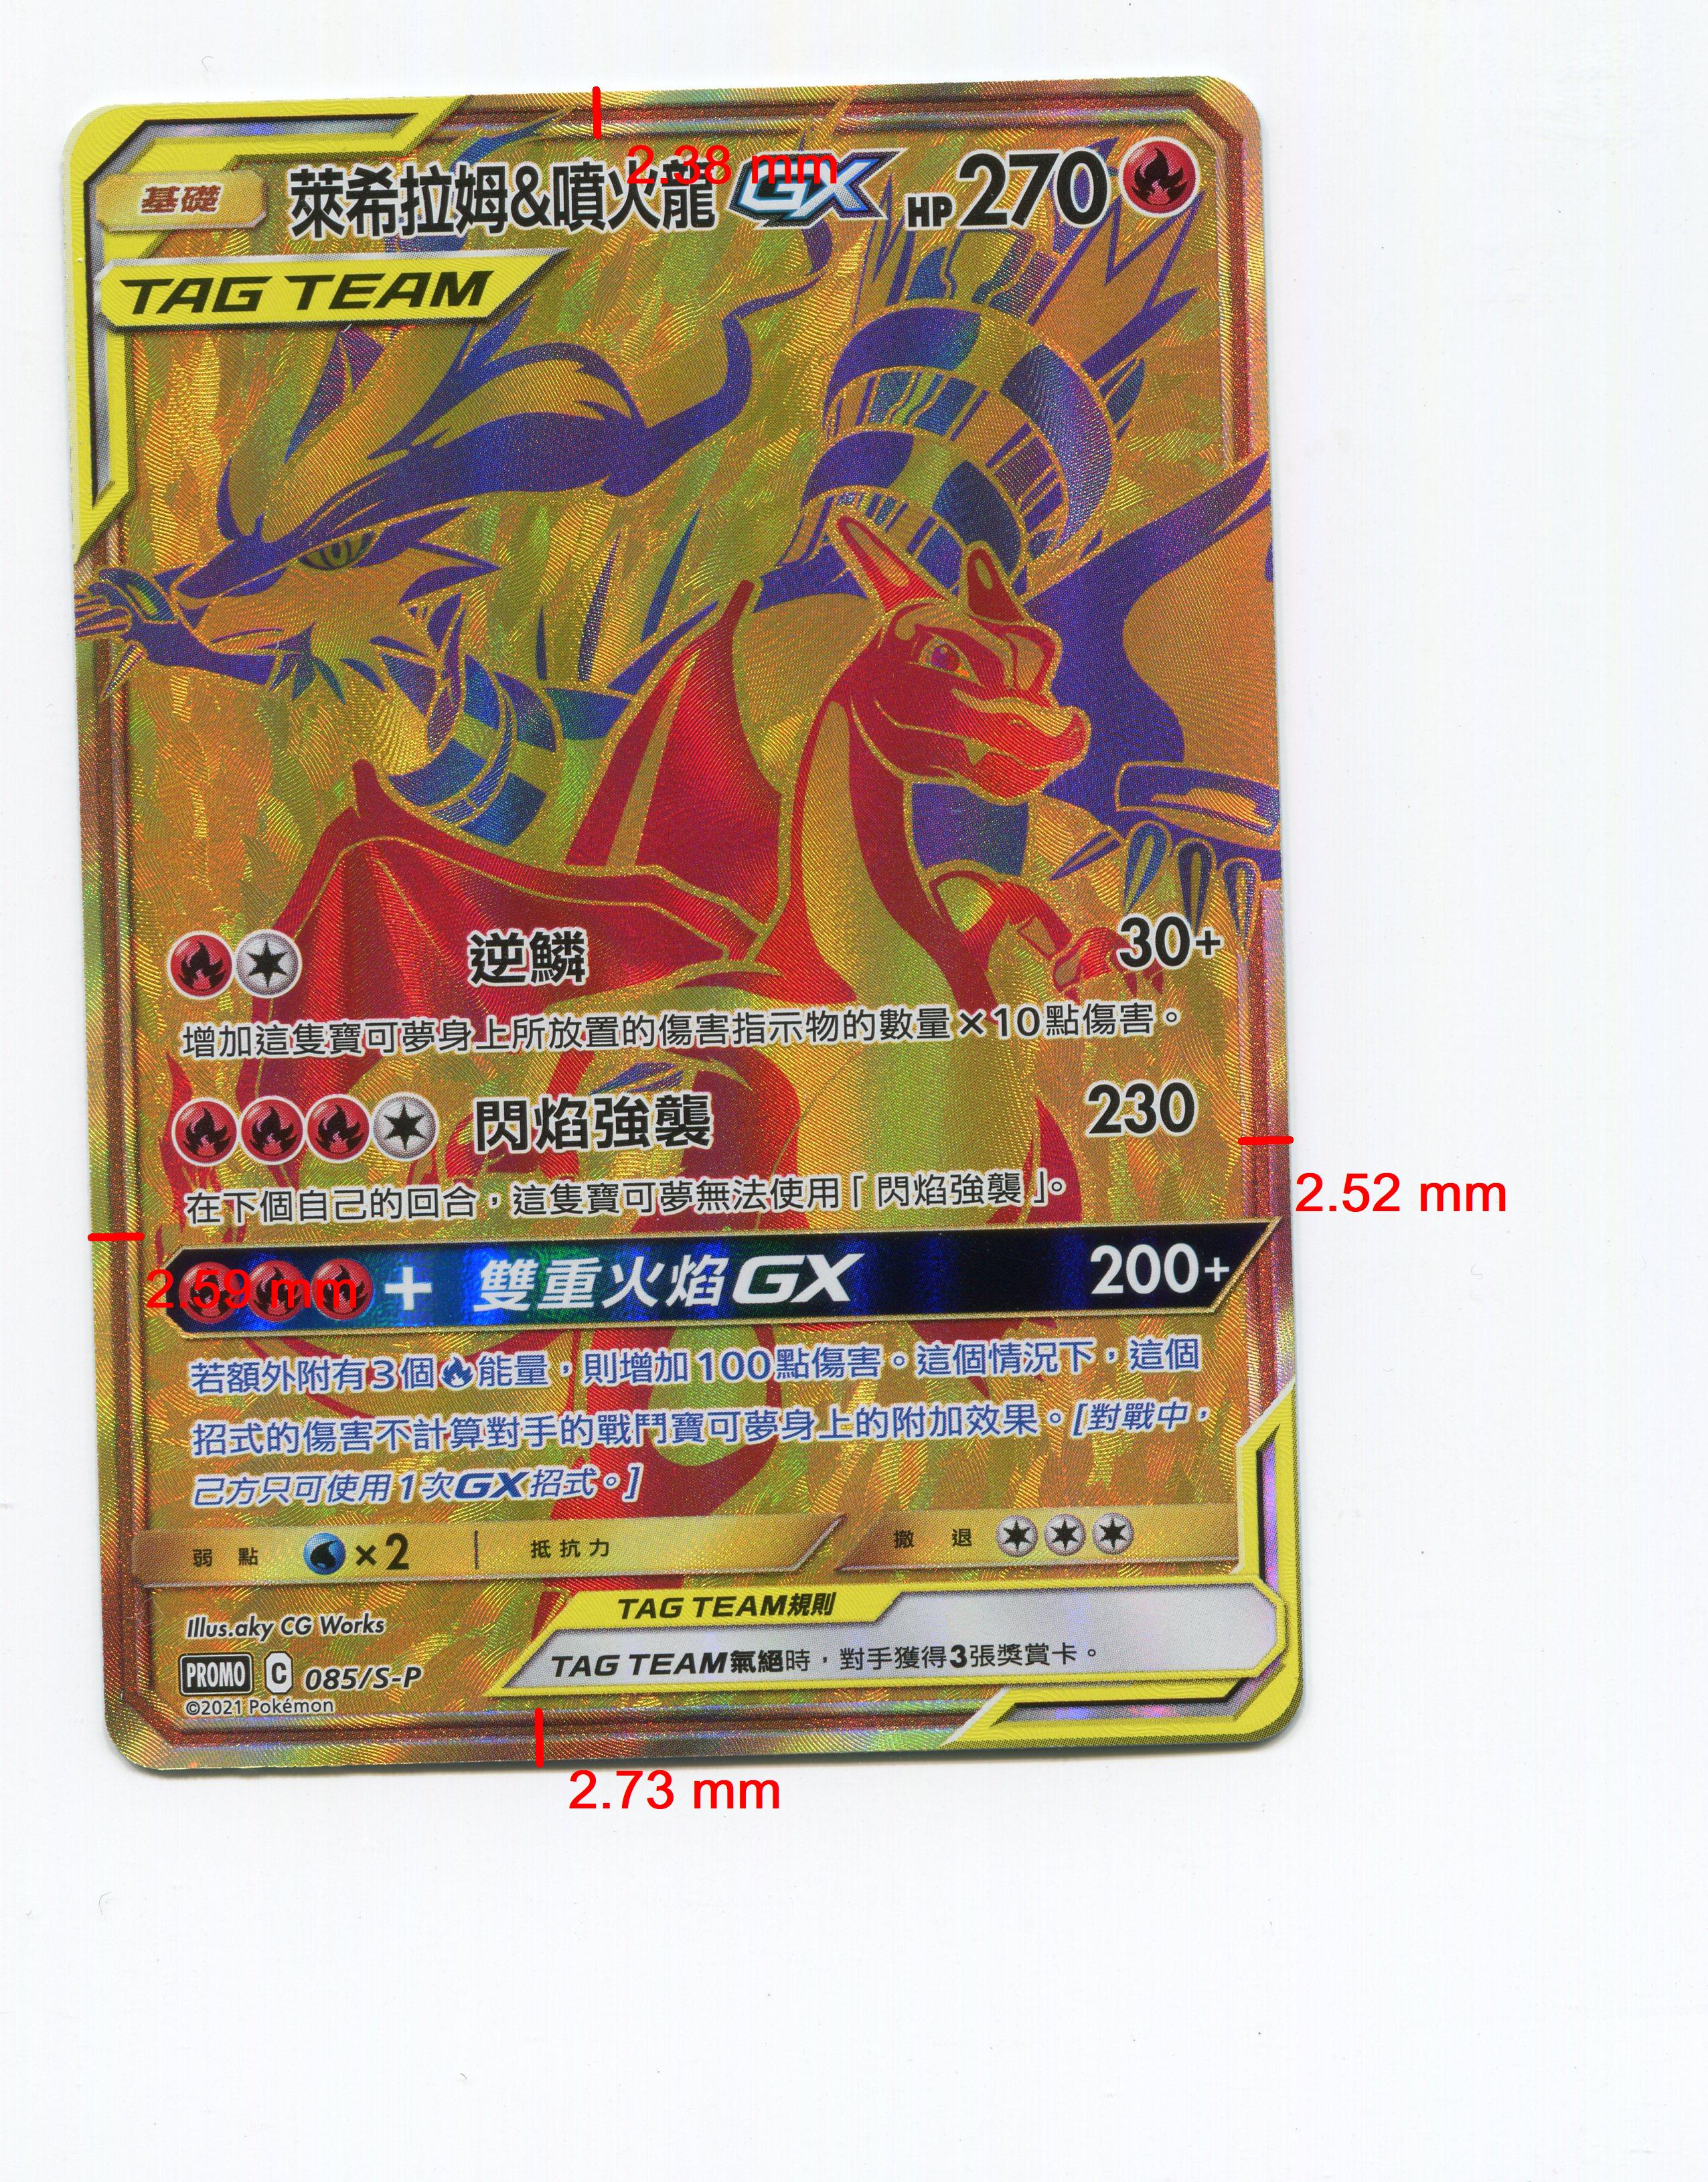 2.38 mm
基礎 萊希拉姆&噴火龍GX HP270
TAG TEAM
逆鱗 30+
增加這隻寶可夢身上所放置的傷害指示物的數量×10點傷害。
閃焰強襲 230
在下個自己的回合，這隻寶可夢無法使用「閃焰強襲」。
2.52 mm
2.59 mm
+ 雙重火焰GX 200+
若額外附有3個能量，則增加100點傷害。這個情況下，這個
招式的傷害不計算對手的戰鬥寶可夢身上的附加效果。[對戰中，
己方只可使用1次GX招式。]
弱點 ×2 抵抗力 撤退
TAG TEAM規則
TAG TEAM氣絕時，對手獲得3張獎賞卡。
Illus.aky CG Works
PROMO C 085/S-P
©2021 Pokémon
2.73 mm